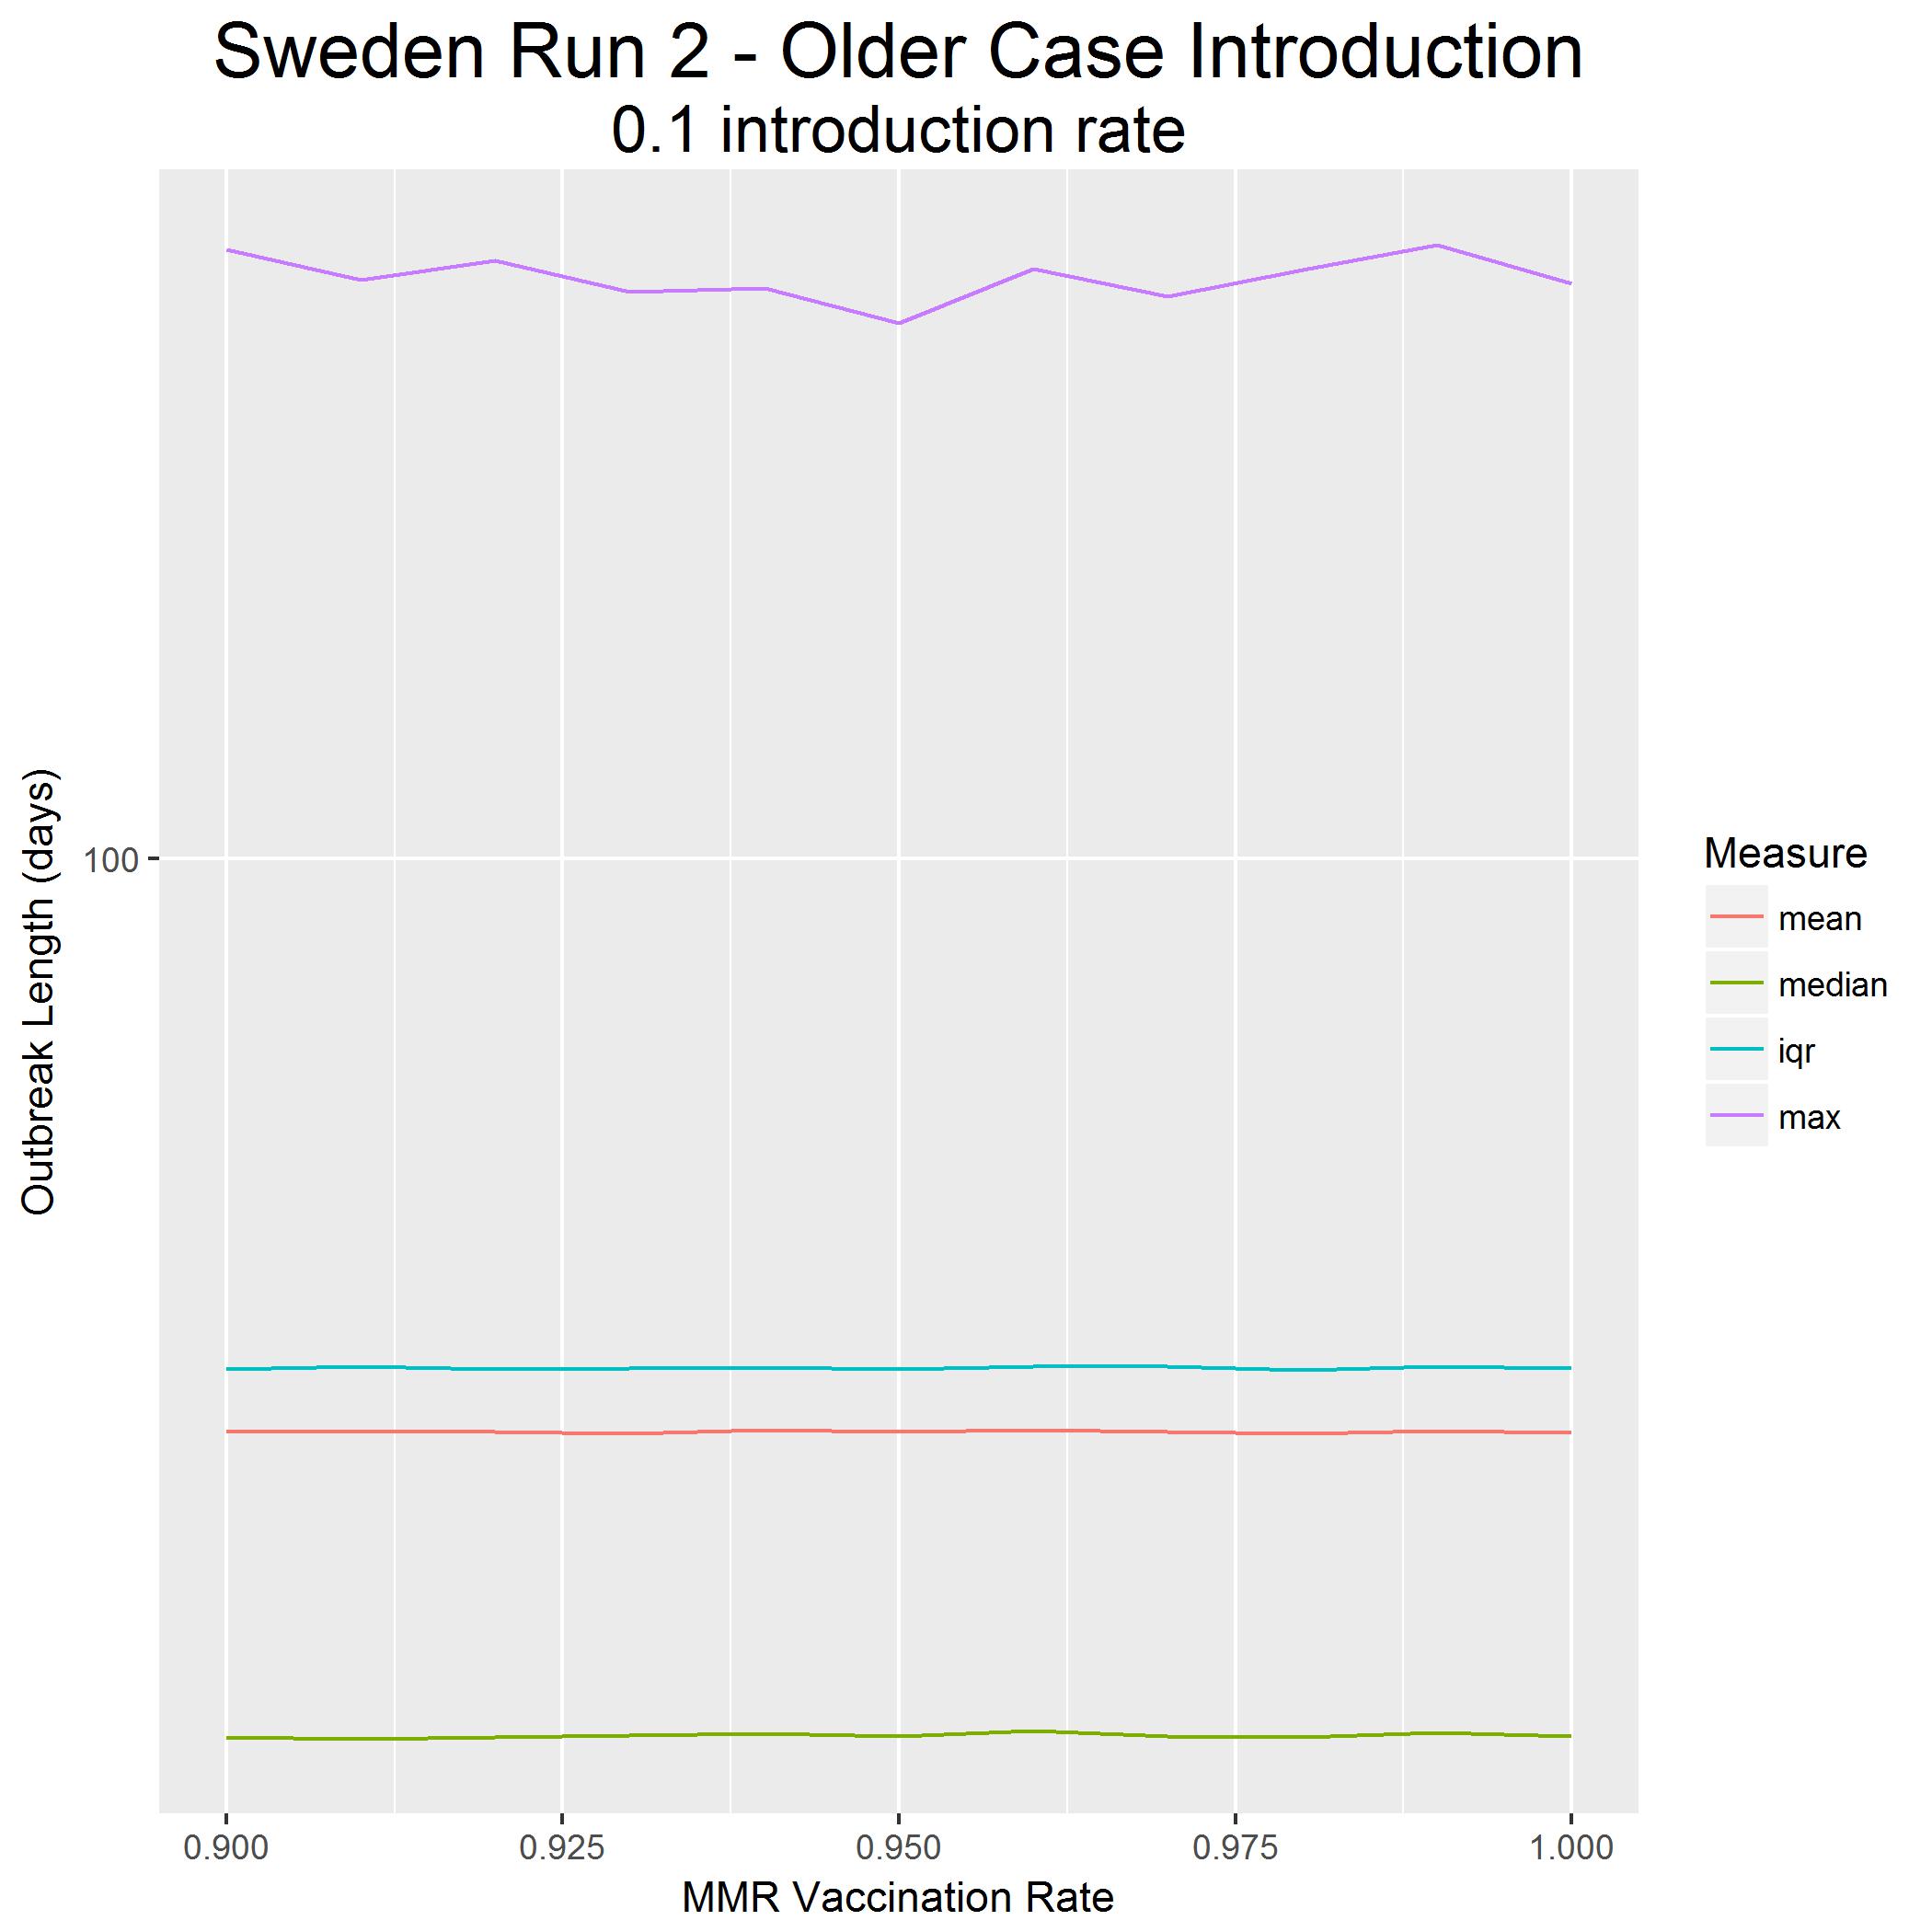 Sweden Run 2 - Older Case Introduction
0.1 introduction rate
Outbreak Length (days)
100
0.900
0.925
0.950
0.975
1.000
MMR Vaccination Rate
Measure
mean
median
iqr
max